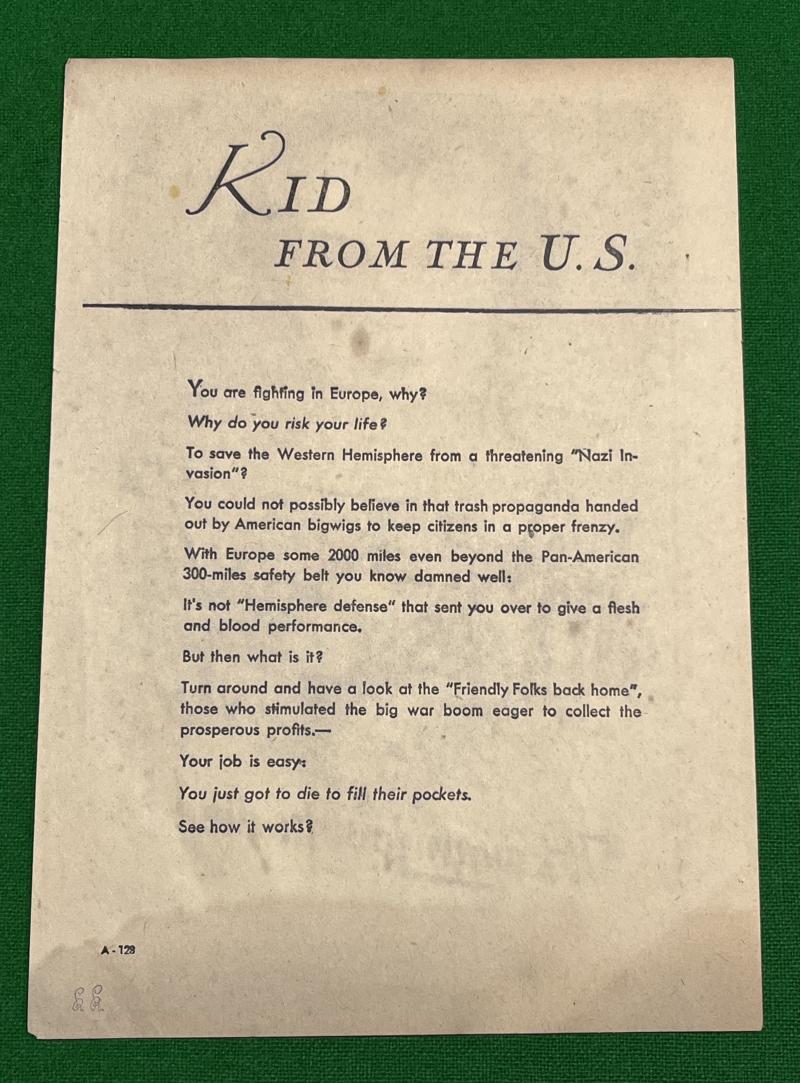 KID
FROM THE U.S.
You are fighting in Europe, why?
Why do you risk your life?
To save the Western Hemisphere from a threatening "Nazi In-
vasion"?
You could not possibly believe in that trash propaganda handed
out by American bigwigs to keep citizens in a proper frenzy.
With Europe some 2000 miles even beyond the Pan-American
300-miles safety belt you know damned well:
It's not "Hemisphere defense" that sent you over to give a flesh
and blood performance.
But then what is it?
Turn around and have a look at the "Friendly Folks back home",
those who stimulated the big war boom eager to collect the
prosperous profits.—
Your job is easy:
You just got to die to fill their pockets.
See how it works?
A-128